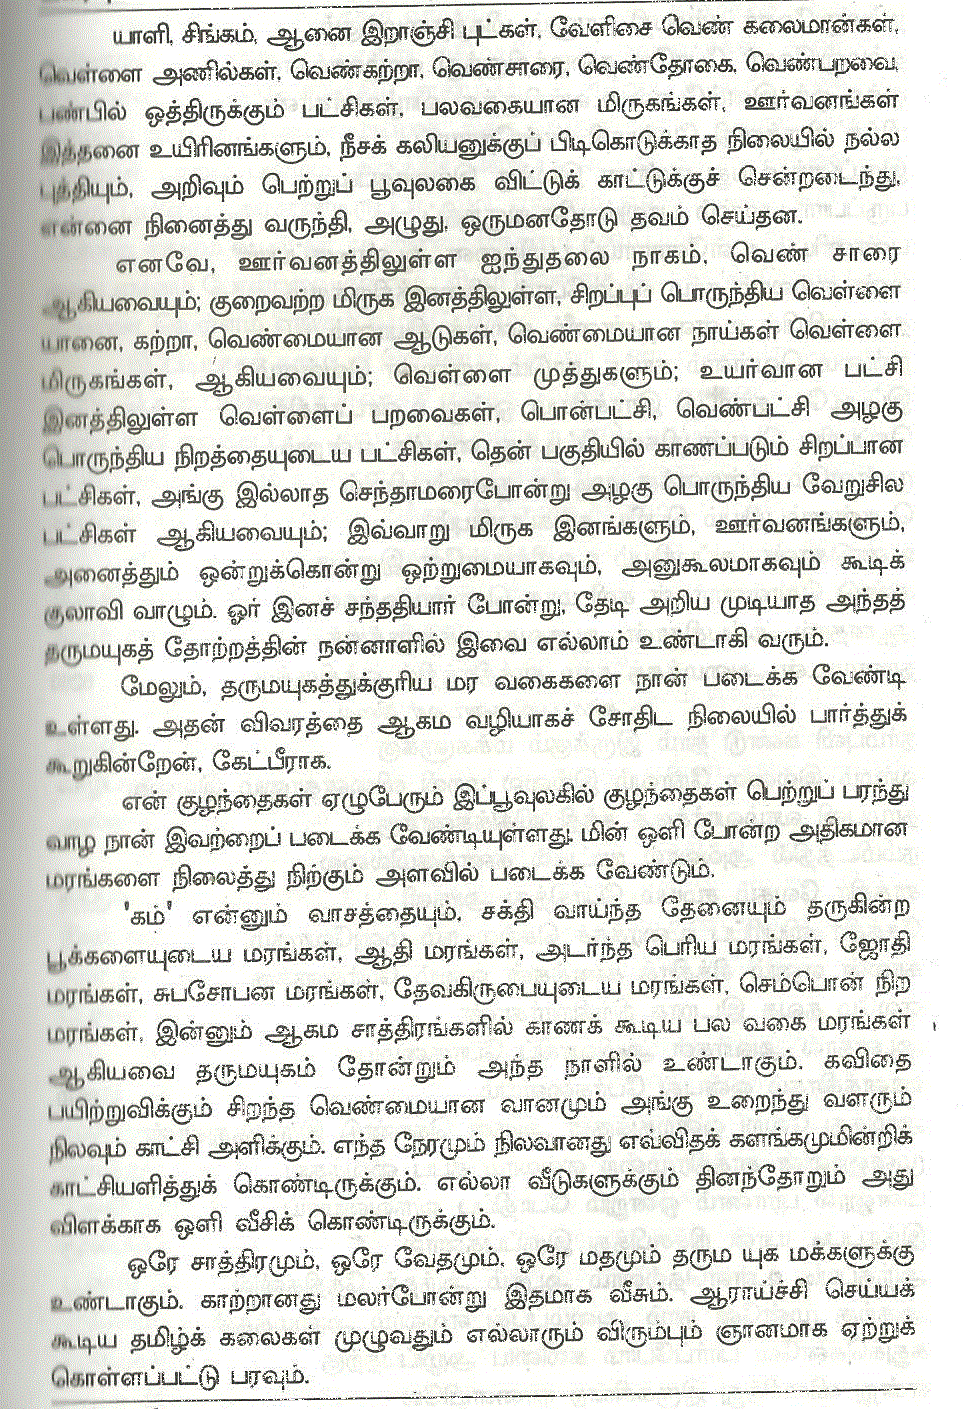 யாளி, சிங்கம், ஆனை இறாஞ்சி புட்கள், வேளிசை வெண் கலைமான்கள்,
வெள்ளை அணில்கள், வெண்கற்றா, வெண்சாரை, வெண்தோகை, வெண்பறவை,
பண்பில் ஒத்திருக்கும் பட்சிகள், பலவகையான மிருகங்கள், ஊர்வனங்கள்
இத்தனை உயிரினங்களும், நீசக் கலியனுக்குப் பிடிகொடுக்காத நிலையில் நல்ல
புத்தியும், அறிவும் பெற்றுப் பூவுலகை விட்டுக் காட்டுக்குச் சென்றடைந்து,
என்னை நினைத்து வருந்தி, அழுது, ஒருமனதோடு தவம் செய்தன.
எனவே, ஊர்வனத்திலுள்ள ஐந்துதலை நாகம், வெண் சாரை
ஆகியவையும்; குறைவற்ற மிருக இனத்திலுள்ள, சிறப்புப் பொருந்திய வெள்ளை
யானை, கற்றா, வெண்மையான ஆடுகள், வெண்மையான நாய்கள் வெள்ளை
மிருகங்கள், ஆகியவையும்; வெள்ளை முத்துகளும்; உயர்வான பட்சி
இனத்திலுள்ள வெள்ளைப் பறவைகள், பொன்பட்சி, வெண்பட்சி அழகு
பொருந்திய நிறத்தையுடைய பட்சிகள், தென் பகுதியில் காணப்படும் சிறப்பான
பட்சிகள், அங்கு இல்லாத செந்தாமரைபோன்று அழகு பொருந்திய வேறுசில
பட்சிகள் ஆகியவையும்; இவ்வாறு மிருக இனங்களும், ஊர்வனங்களும்,
அனைத்தும் ஒன்றுக்கொன்று ஒற்றுமையாகவும், அனுகூலமாகவும் கூடிக்
குலாவி வாழும். ஓர் இனச் சந்ததியார் போன்று, தேடி அறிய முடியாத அந்தத்
தருமயுகத் தோற்றத்தின் நன்னாளில் இவை எல்லாம் உண்டாகி வரும்.
மேலும், தருமயுகத்துக்குரிய மர வகைகளை நான் படைக்க வேண்டி
உள்ளது. அதன் விவரத்தை ஆகம வழியாகச் சோதிட நிலையில் பார்த்துக்
கூறுகின்றேன், கேட்பீராக.
என் குழந்தைகள் ஏழுபேரும் இப்பூவுலகில் குழந்தைகள் பெற்றுப் பரந்து
வாழ நான் இவற்றைப் படைக்க வேண்டியுள்ளது. மின் ஒளி போன்ற அதிகமான
மரங்களை நிலைத்து நிற்கும் அளவில் படைக்க வேண்டும்.
'கம்' என்னும் வாசத்தையும், சக்தி வாய்ந்த தேனையும் தருகின்ற
பூக்களையுடைய மரங்கள், ஆதி மரங்கள், அடர்ந்த பெரிய மரங்கள், ஜோதி
மரங்கள், சுபசோபன மரங்கள், தேவகிருபையுடைய மரங்கள், செம்பொன் நிற
மரங்கள், இன்னும் ஆகம சாத்திரங்களில் காணக் கூடிய பல வகை மரங்கள்
ஆகியவை தருமயுகம் தோன்றும் அந்த நாளில் உண்டாகும். கவிதை
பயிற்றுவிக்கும் சிறந்த வெண்மையான வானமும் அங்கு உறைந்து வளரும்
நிலவும் காட்சி அளிக்கும். எந்த நேரமும் நிலவானது எவ்விதக் களங்கமுமின்றிக்
காட்சியளித்துக் கொண்டிருக்கும். எல்லா வீடுகளுக்கும் தினந்தோறும் அது
விளக்காக ஒளி வீசிக் கொண்டிருக்கும்.
ஒரே சாத்திரமும், ஒரே வேதமும், ஒரே மதமும் தரும யுக மக்களுக்கு
உண்டாகும். காற்றானது மலர்போன்று இதமாக வீசும். ஆராய்ச்சி செய்யக்
கூடிய தமிழ்க் கலைகள் முழுவதும் எல்லாரும் விரும்பும் ஞானமாக ஏற்றுக்
கொள்ளப்பட்டு பரவும்.